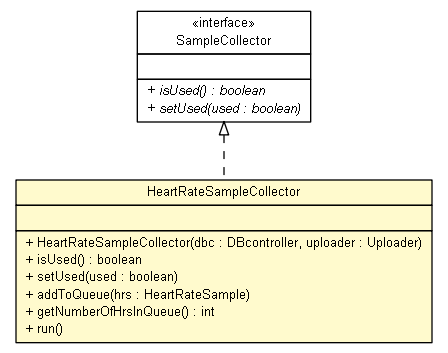 «interface»
SampleCollector
+ isUsed() : boolean
+ setUsed(used : boolean)
HeartRateSampleCollector
+ HeartRateSampleCollector(dbc : DBcontroller, uploader : Uploader)
+ isUsed() : boolean
+ setUsed(used : boolean)
+ addToQueue(hrs : HeartRateSample)
+ getNumberOfHrsInQueue() : int
+ run()